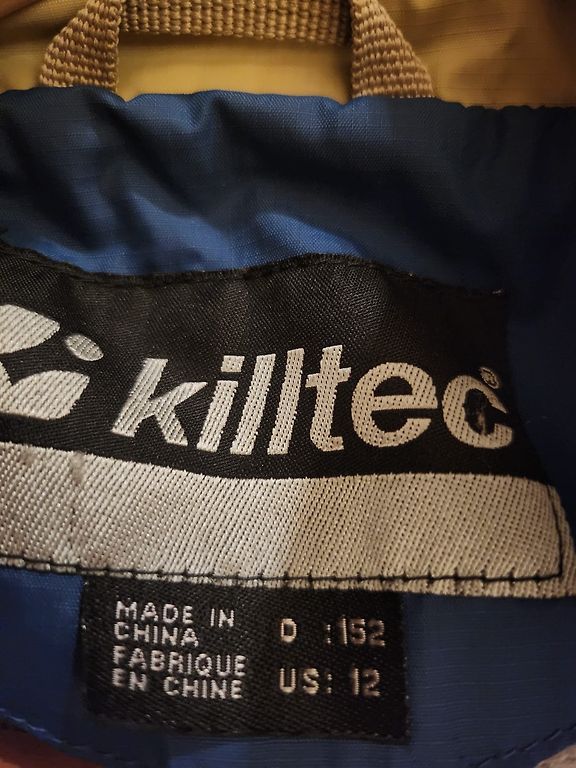 killtec®
MADE IN
CHINA
FABRIQUE
EN CHINE
D : 152
US: 12